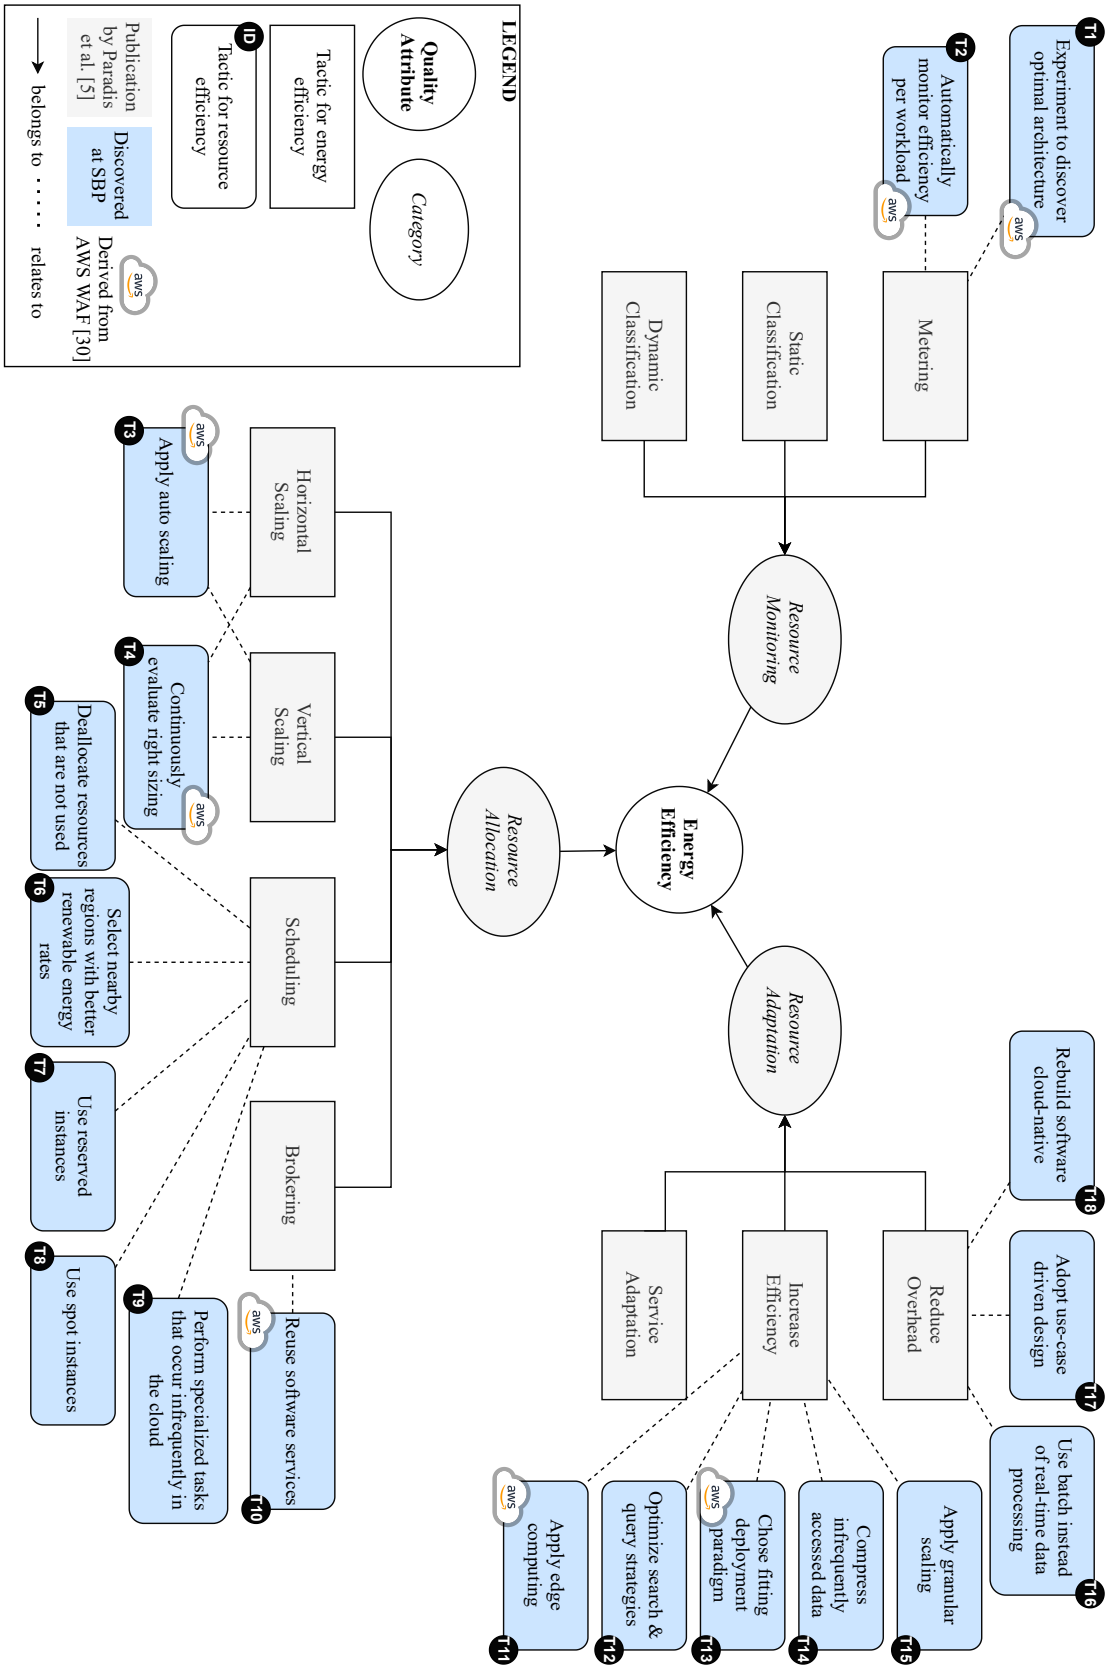 LEGEND
Quality
Attribute
Category
Tactic for energy
efficiency
ID
Tactic for resource
efficiency
Publication
by Paradis
et al. [5]
Discovered
at SBP
aws
Derived from
AWS WAF [30]
belongs to
relates to
T1
Experiment to discover
optimal architecture
aws
T2
Automatically
monitor efficiency
per workload
aws
Metering
Static
Classification
Dynamic
Classification
Resource
Monitoring
Energy
Efficiency
Resource
Allocation
Resource
Adaptation
Horizontal
Scaling
Vertical
Scaling
Scheduling
Brokering
T3
Apply auto scaling
aws
T4
Continuously
evaluate right sizing
aws
T5
Deallocate resources
that are not used
T6
Select nearby
regions with better
renewable energy
rates
T7
Use reserved
instances
T8
Use spot instances
T9
Perform specialized tasks
that occur infrequently in
the cloud
T10
Reuse software services
aws
Reduce
Overhead
Increase
Efficiency
Service
Adaptation
Rebuild software
cloud-native
T18
Adopt use-case
driven design
T17
Use batch instead
of real-time data
processing
T16
Apply granular
scaling
T15
Compress
infrequently
accessed data
T14
Chose fitting
deployment
paradigm
aws
T13
Optimize search &
query strategies
T12
Apply edge
computing
aws
T11